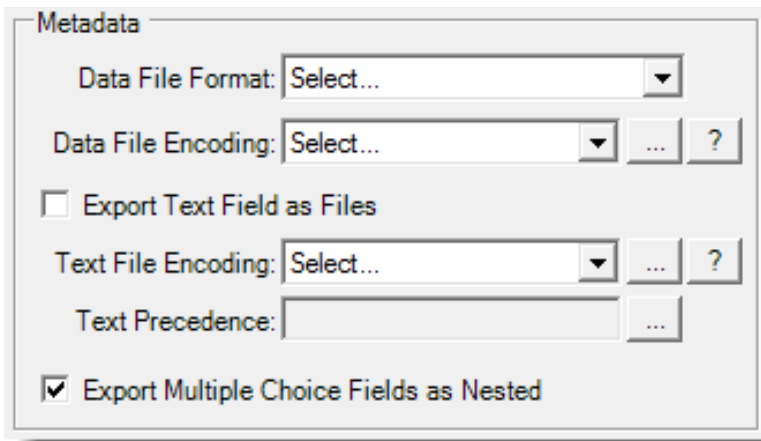 Metadata
Data File Format: Select...
Data File Encoding: Select... ... ?
Export Text Field as Files
Text File Encoding: Select... ... ?
Text Precedence: ...
Export Multiple Choice Fields as Nested